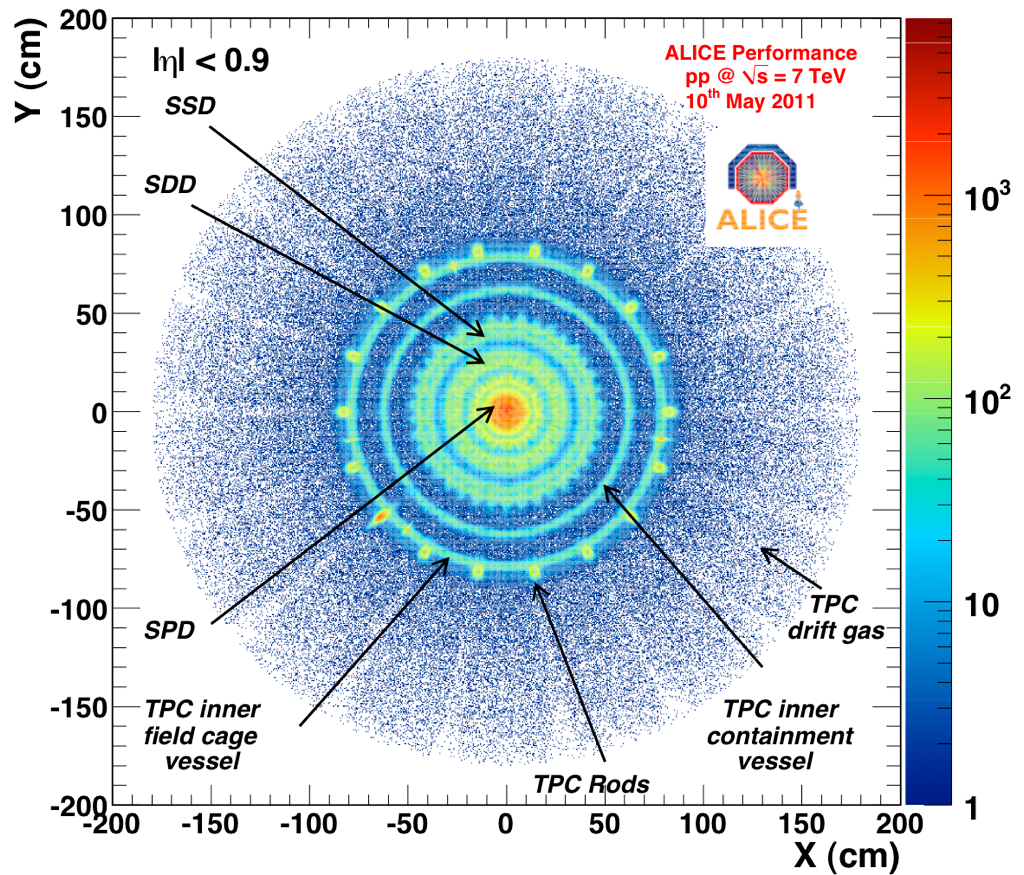 |η| < 0.9
ALICE Performance
pp @ √s = 7 TeV
10th May 2011
ALICE
SSD
SDD
SPD
TPC inner
field cage
vessel
TPC Rods
TPC inner
containment
vessel
TPC
drift gas
Y (cm)
200
150
100
50
0
-50
-100
-150
-200
-200 -150 -100 -50 0 50 100 150 200
X (cm)
10³
10²
10
1